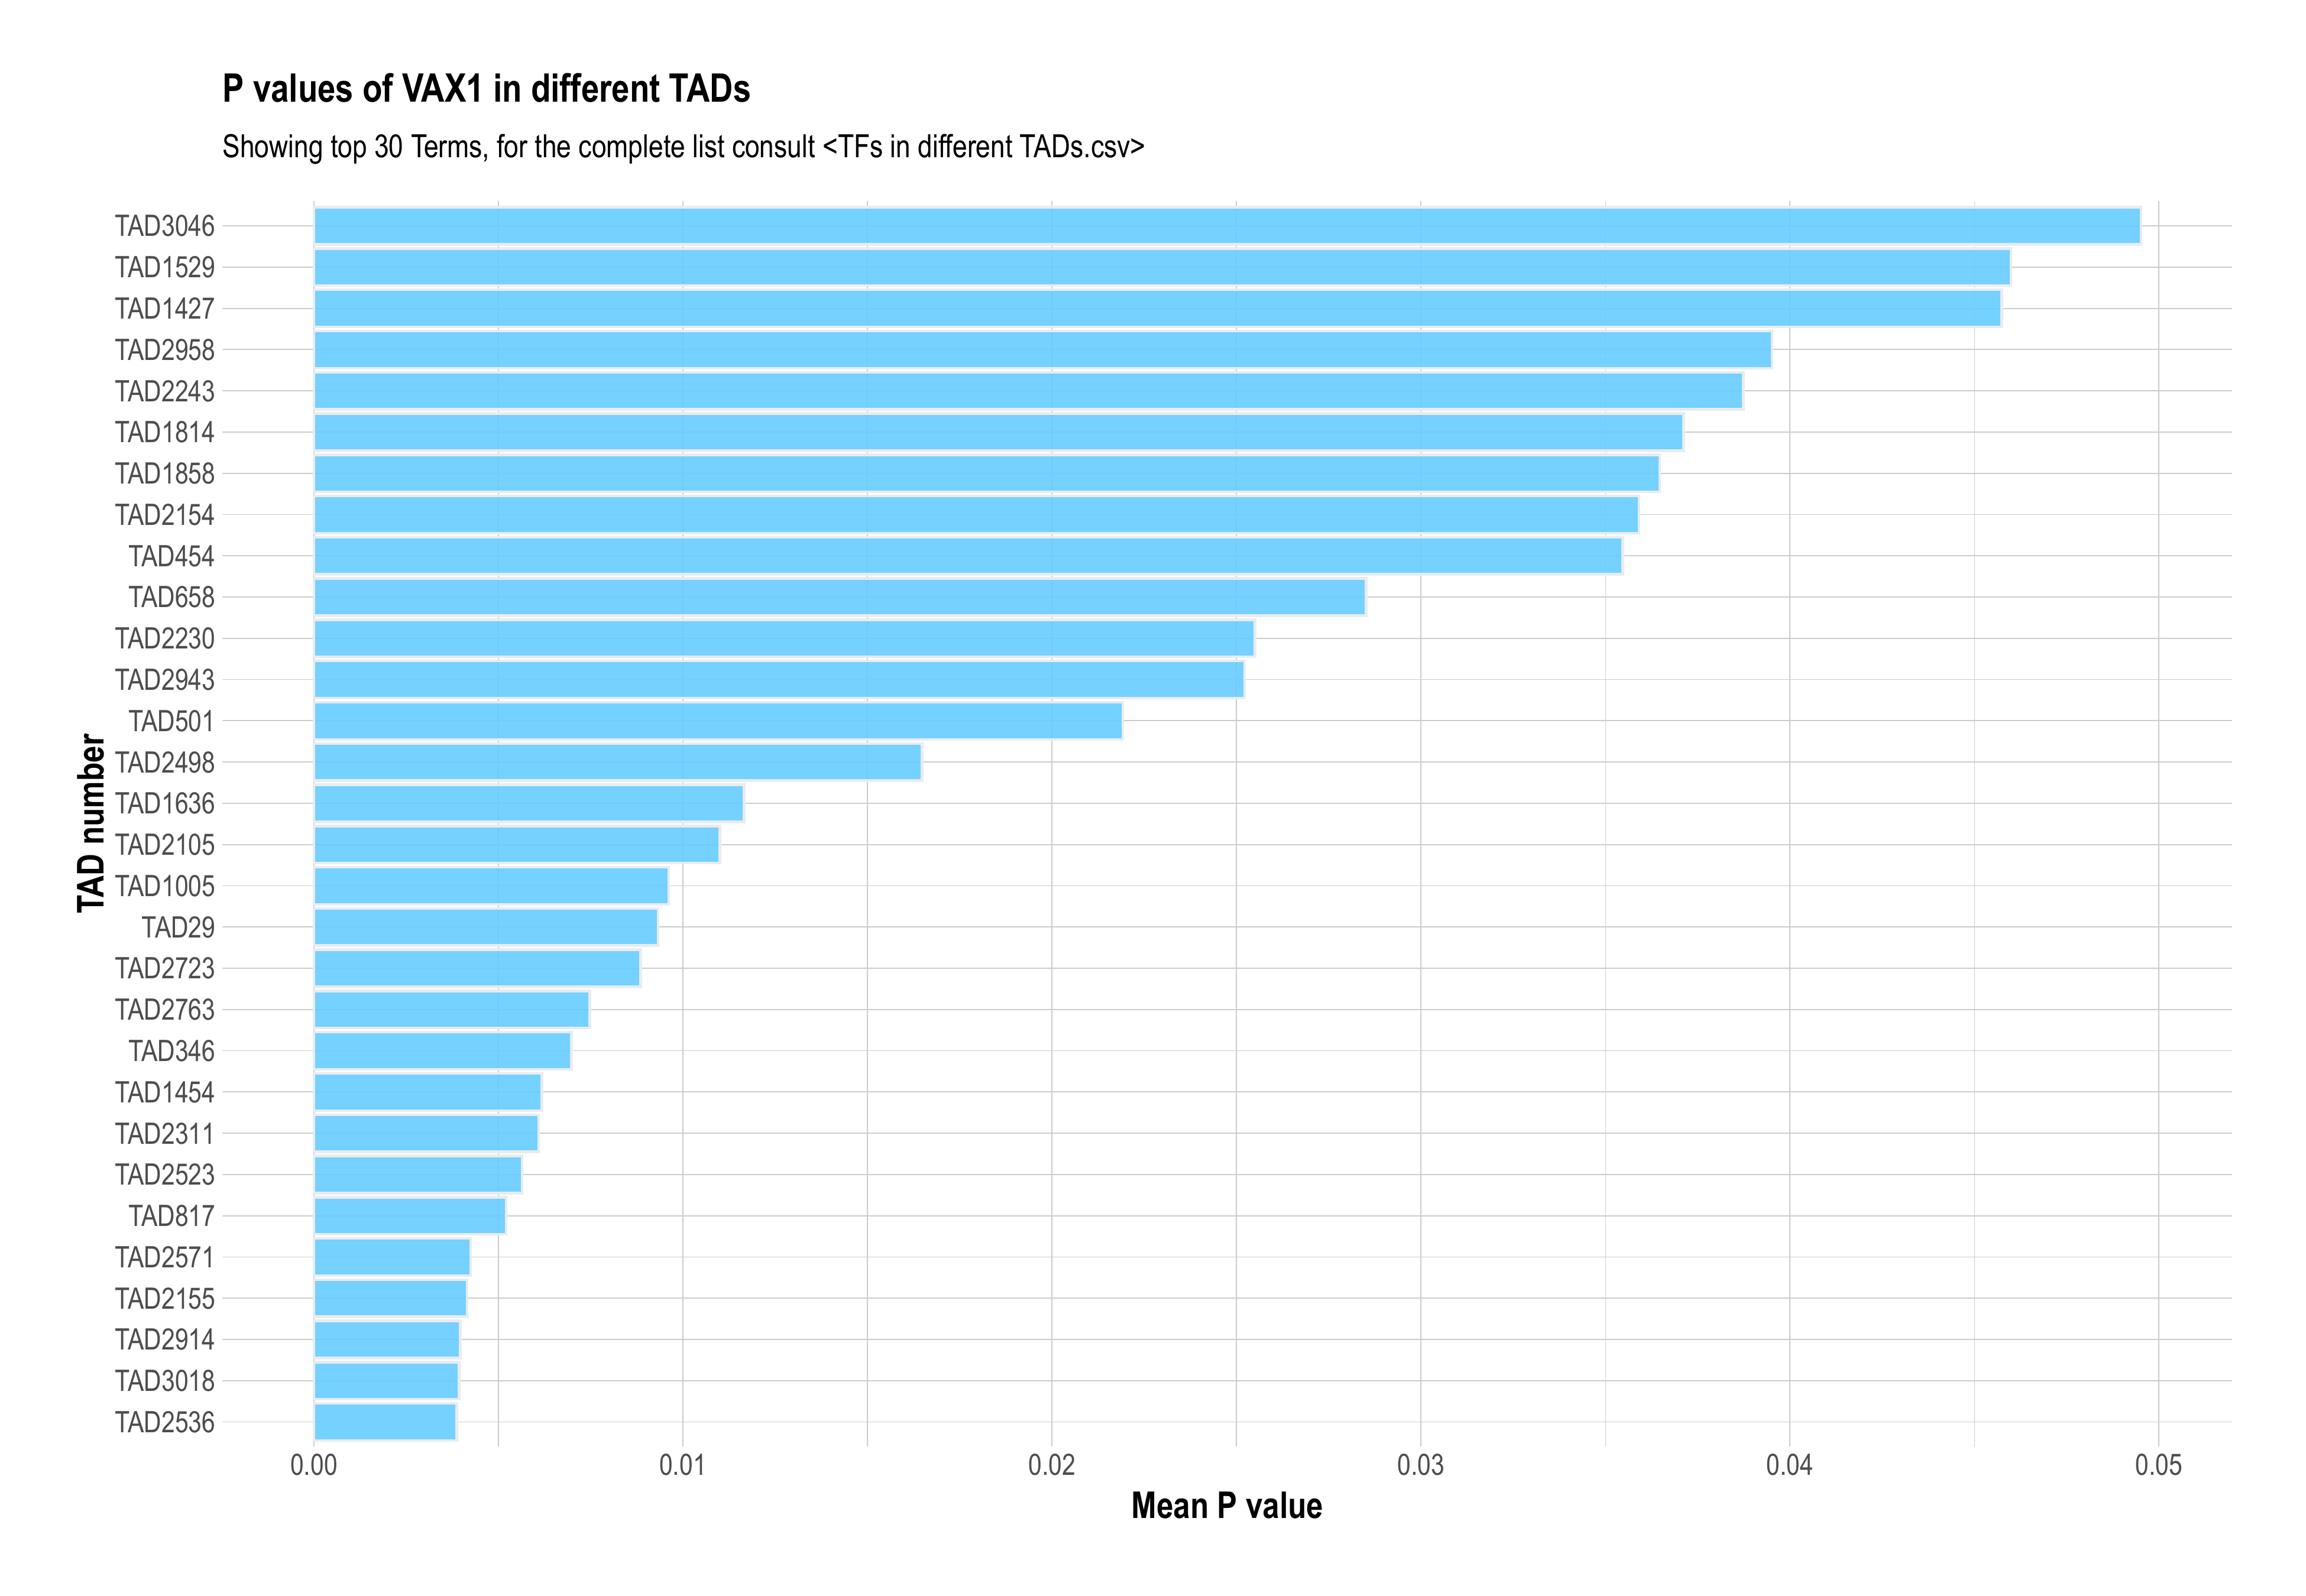 P values of VAX1 in different TADs
Showing top 30 Terms, for the complete list consult <TFs in different TADs.csv>
TAD number
TAD3046
TAD1529
TAD1427
TAD2958
TAD2243
TAD1814
TAD1858
TAD2154
TAD454
TAD658
TAD2230
TAD2943
TAD501
TAD2498
TAD1636
TAD2105
TAD1005
TAD29
TAD2723
TAD2763
TAD346
TAD1454
TAD2311
TAD2523
TAD817
TAD2571
TAD2155
TAD2914
TAD3018
TAD2536
0.00 0.01 0.02 0.03 0.04 0.05
Mean P value